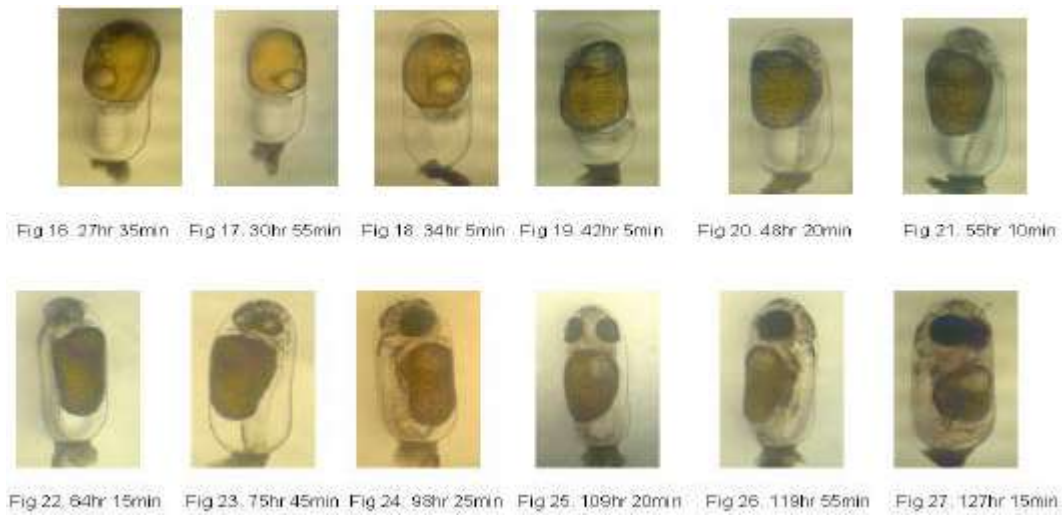 Fig 16. 27hr 35min Fig 17. 30hr 55min Fig 18. 34hr 5min Fig 19. 42hr 5min Fig 20. 48hr 20min Fig 21. 55hr 10min
Fig 22. 64hr 15min Fig 23. 75hr 45min Fig 24. 98hr 25min Fig 25. 109hr 20min Fig 26. 119hr 55min Fig 27. 127hr 15min